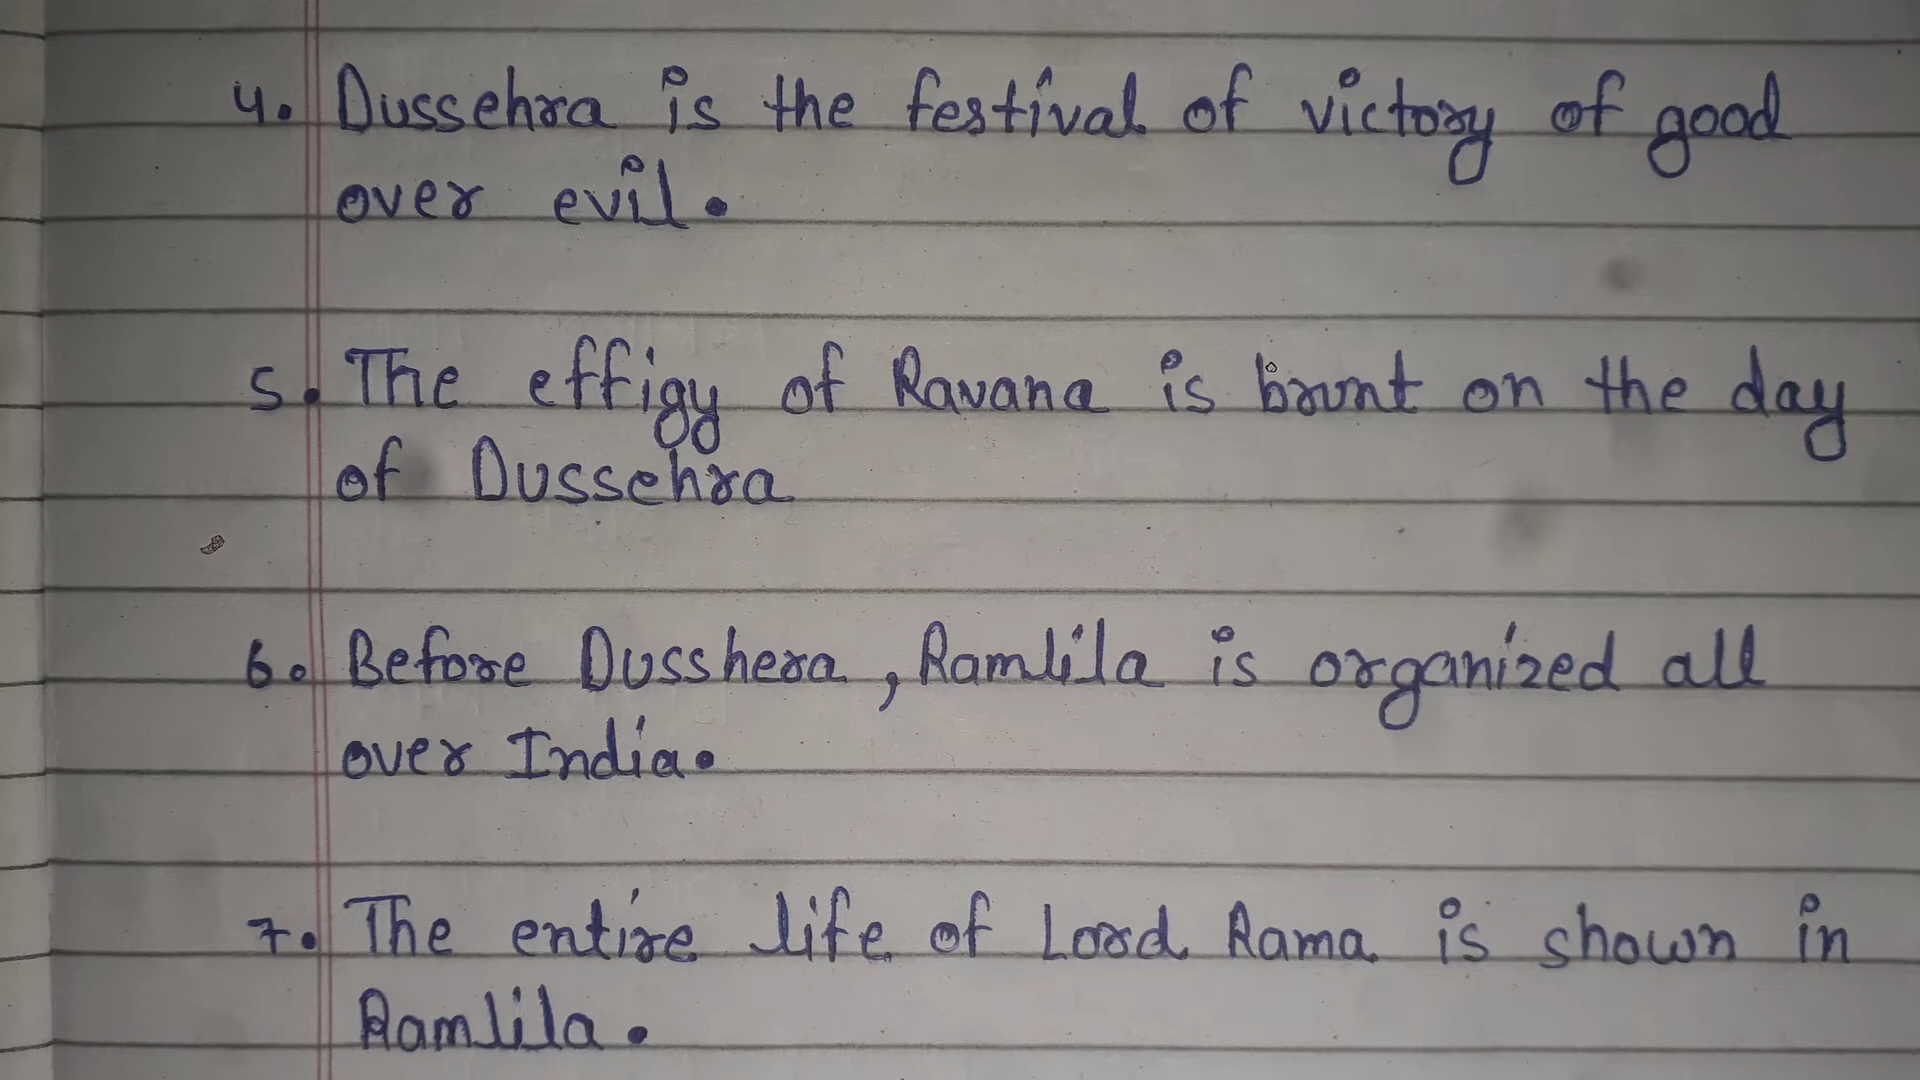 4. Dussehra is the festival of victory of good
over evil.
5. The effigy of Ravana is brunt on the day
of Dussehra
6. Before Dusshera, Ramlila is organized all
over India.
7. The entire life of Lord Rama is shown in
Ramlila.